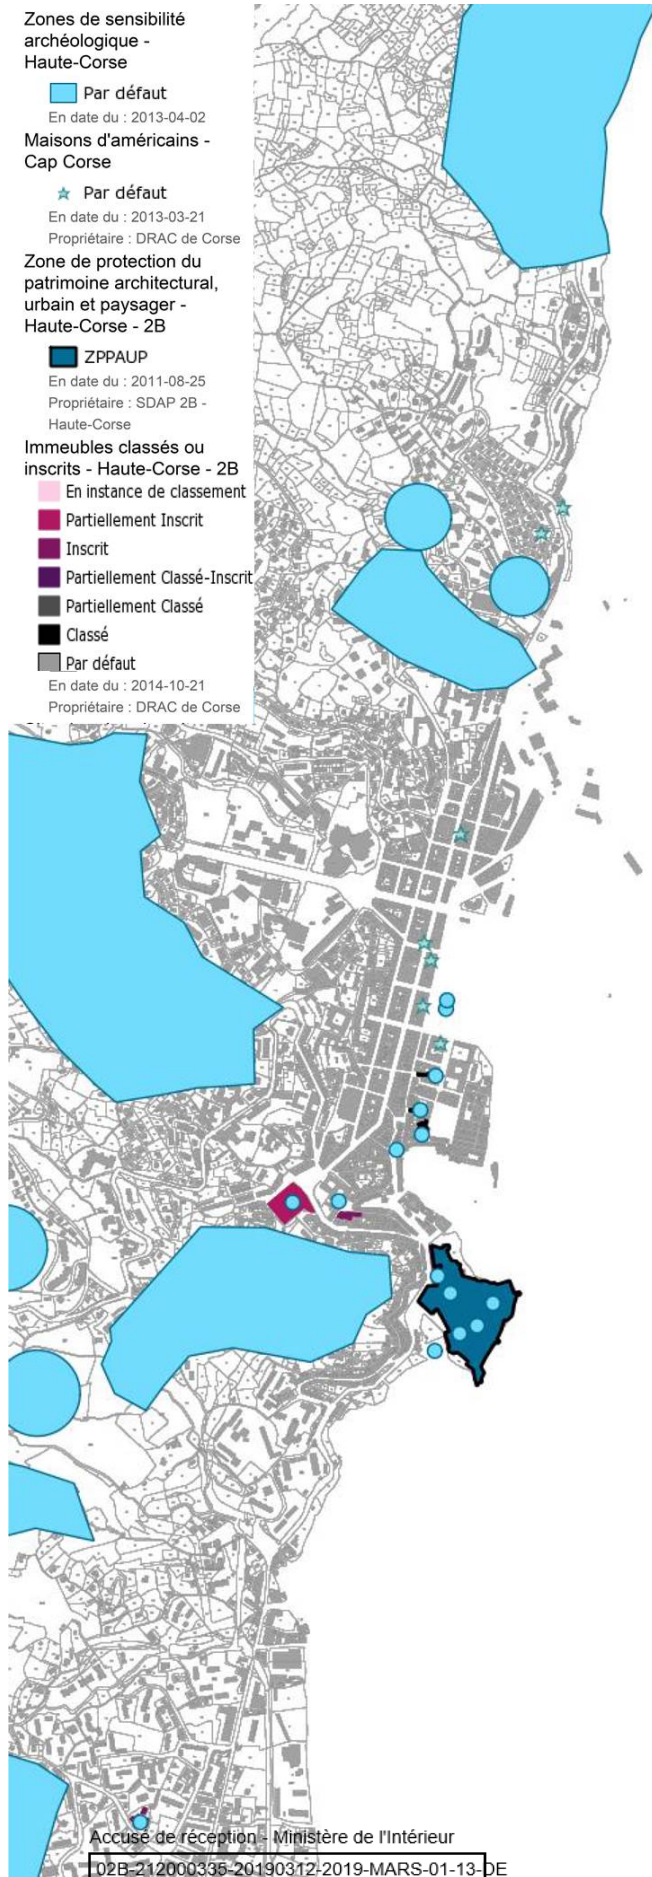 Zones de sensibilité
archéologique -
Haute-Corse
Par défaut
En date du : 2013-04-02
Maisons d'américains -
Cap Corse
Par défaut
En date du : 2013-03-21
Propriétaire : DRAC de Corse
Zone de protection du
patrimoine architectural,
urbain et paysager -
Haute-Corse - 2B
ZPPAUP
En date du : 2011-08-25
Propriétaire : SDAP 2B -
Haute-Corse
Immeubles classés ou
inscrits - Haute-Corse - 2B
En instance de classement
Partiellement Inscrit
Inscrit
Partiellement Classé-Inscrit
Partiellement Classé
Classé
Par défaut
En date du : 2014-10-21
Propriétaire : DRAC de Corse
Accusé de réception - Ministère de l'Intérieur
02B-212000335-20190312-2019-MARS-01-13-DE